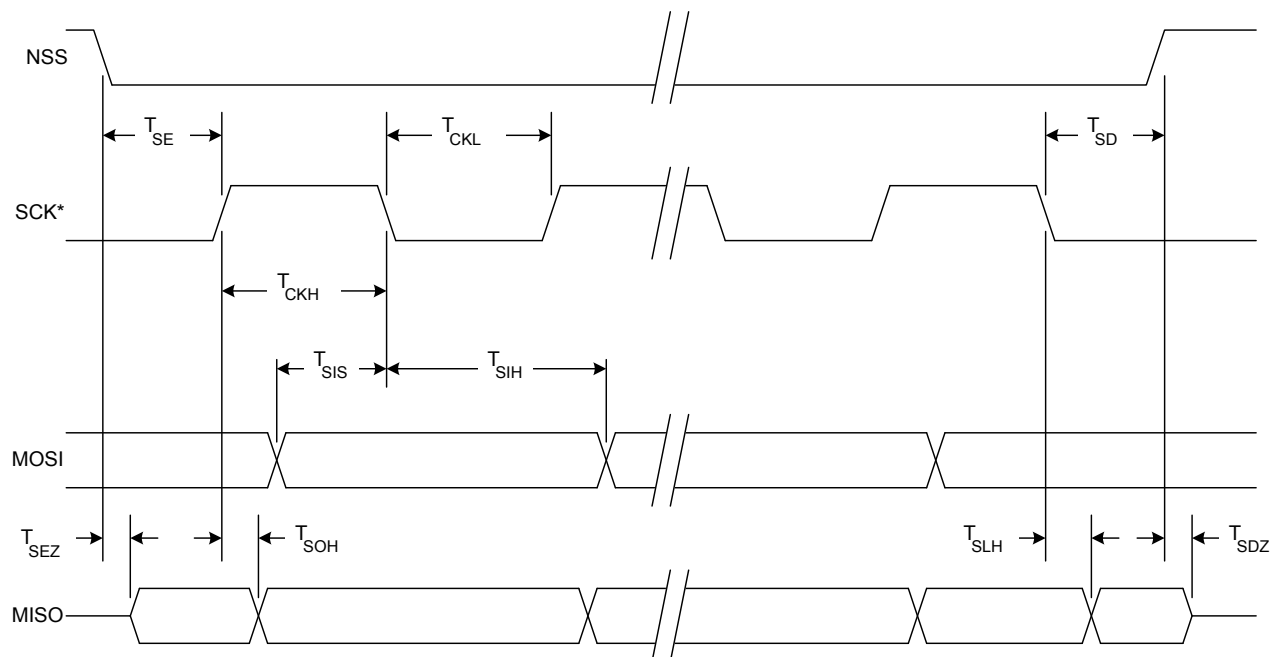 NSS
T_SE
T_CKL
T_SD
SCK*
T_CKH
T_SIS
T_SIH
MOSI
T_SEZ
T_SOH
T_SLH
T_SDZ
MISO